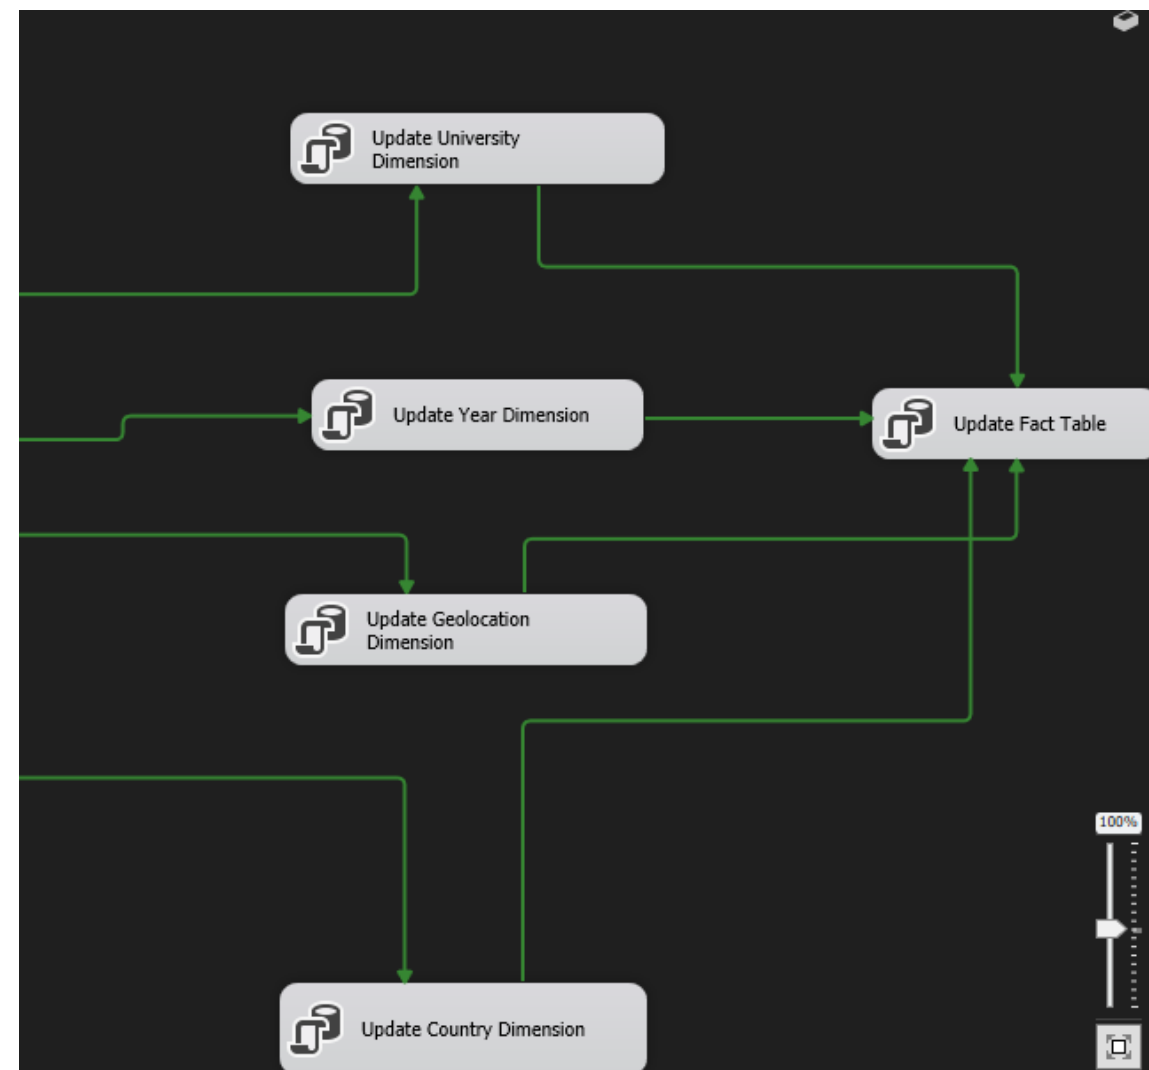 Update University
Dimension
Update Year Dimension
Update Fact Table
Update Geolocation
Dimension
100%
Update Country Dimension